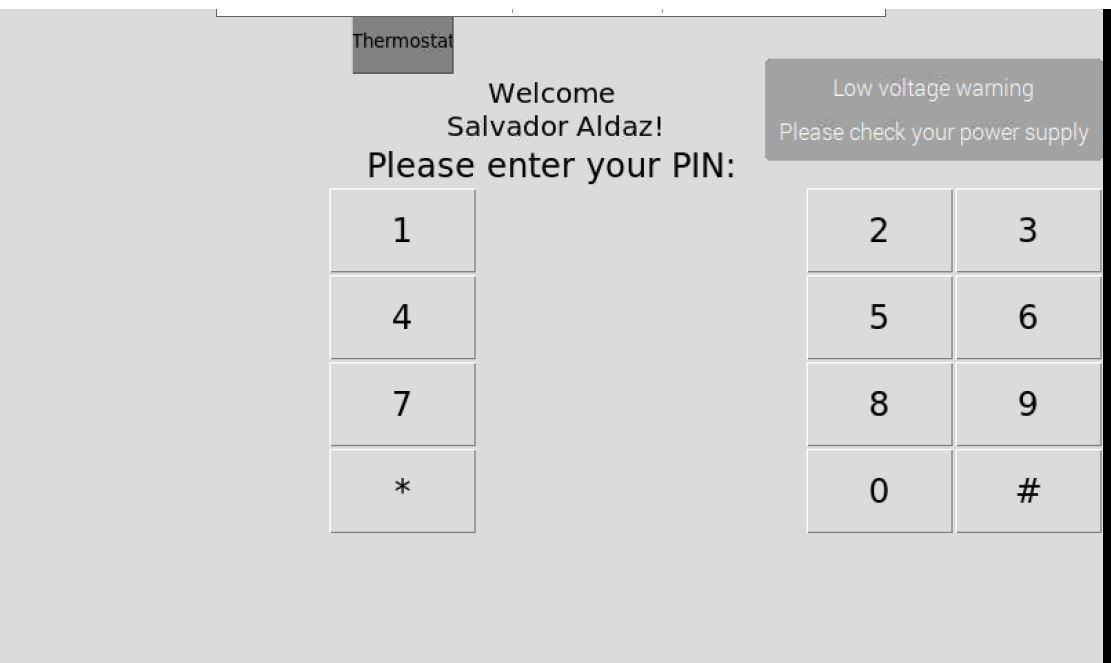 Thermostat
Welcome
Salvador Aldaz!
Low voltage warning
Please check your power supply
Please enter your PIN:
1 2 3
4 5 6
7 8 9
* 0 #